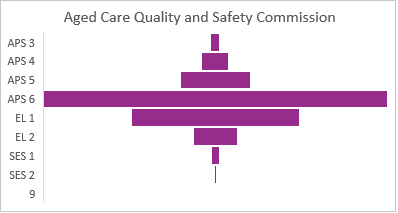 Aged Care Quality and Safety Commission
APS 3
APS 4
APS 5
APS 6
EL 1
EL 2
SES 1
SES 2
9